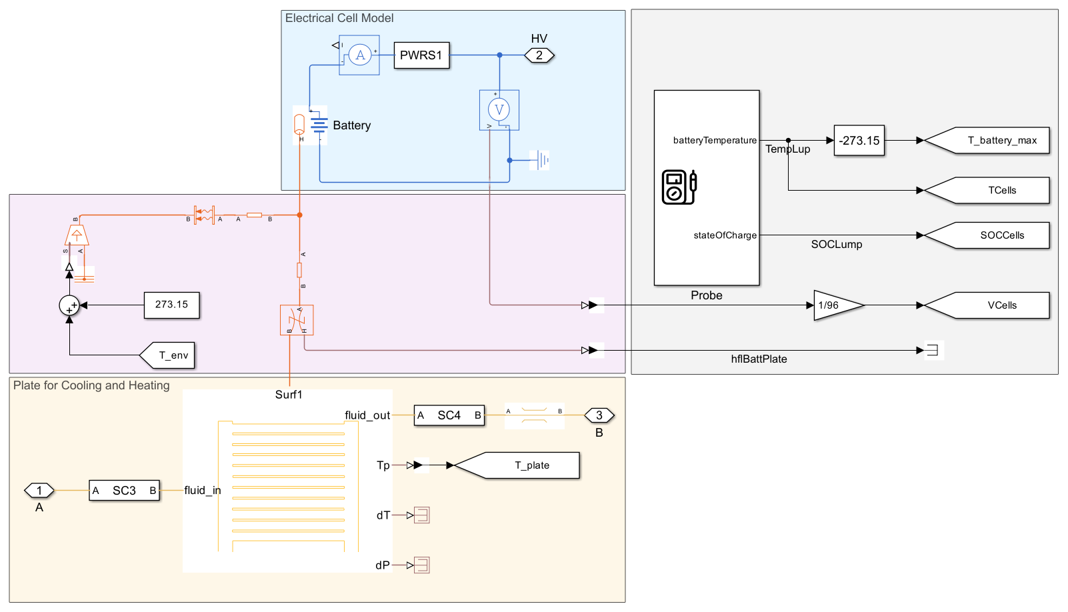 Electrical Cell Model
HV
I
+
A
PWRS1
2
+
V
V
-
Battery
+
-
H
batteryTemperature
TempLup
-273.15
T_battery_max
TCells
stateOfCharge
SOCLump
SOCCells
Probe
1/96
VCells
hflBattPlate
B
B
A
A
B
S
A
A
B
A
B
H
+
+
273.15
T_env
Plate for Cooling and Heating
Surf1
fluid_out
A SC4 B
A
B
3
B
Tp
T_plate
1
A
A SC3 B
fluid_in
dT
dP